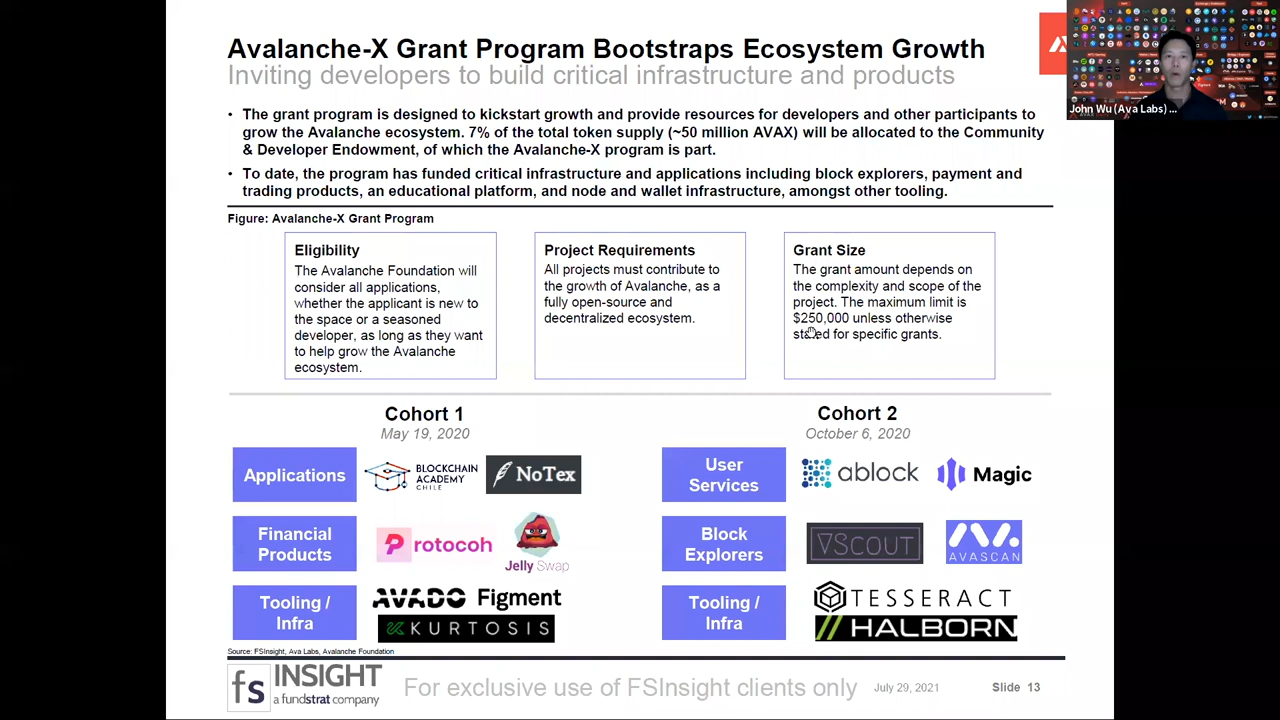 Avalanche-X Grant Program Bootstraps Ecosystem Growth
Inviting developers to build critical infrastructure and products
John Wu (Ava Labs) ...
• The grant program is designed to kickstart growth and provide resources for developers and other participants to
grow the Avalanche ecosystem. 7% of the total token supply (~50 million AVAX) will be allocated to the Community
& Developer Endowment, of which the Avalanche-X program is part.
• To date, the program has funded critical infrastructure and applications including block explorers, payment and
trading products, an educational platform, and node and wallet infrastructure, amongst other tooling.
Figure: Avalanche-X Grant Program
Eligibility
The Avalanche Foundation will
consider all applications,
whether the applicant is new to
the space or a seasoned
developer, as long as they want
to help grow the Avalanche
ecosystem.
Project Requirements
All projects must contribute to
the growth of Avalanche, as a
fully open-source and
decentralized ecosystem.
Grant Size
The grant amount depends on
the complexity and scope of the
project. The maximum limit is
$250,000 unless otherwise
stated for specific grants.
Cohort 1
May 19, 2020
Applications
BLOCKCHAIN
ACADEMY
CHILE
NoTex
Financial
Products
Protocoh
Jelly Swap
Tooling /
Infra
AVADO Figment
KURTOSIS
Cohort 2
October 6, 2020
User
Services
ablock
Magic
Block
Explorers
VSCOUT
AVASCAN
Tooling /
Infra
TESSERACT
HALBORN
Source: FSInsight, Ava Labs, Avalanche Foundation
fs INSIGHT
a fundstrat company
For exclusive use of FSInsight clients only
July 29, 2021
Slide 13